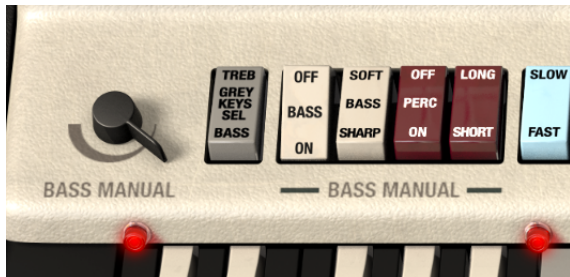 TREB
GREY
KEYS
SEL
BASS
OFF
BASS
ON
SOFT
BASS
SHARP
OFF
PERC
ON
LONG
SHORT
SLOW
FAST
BASS MANUAL
BASS MANUAL